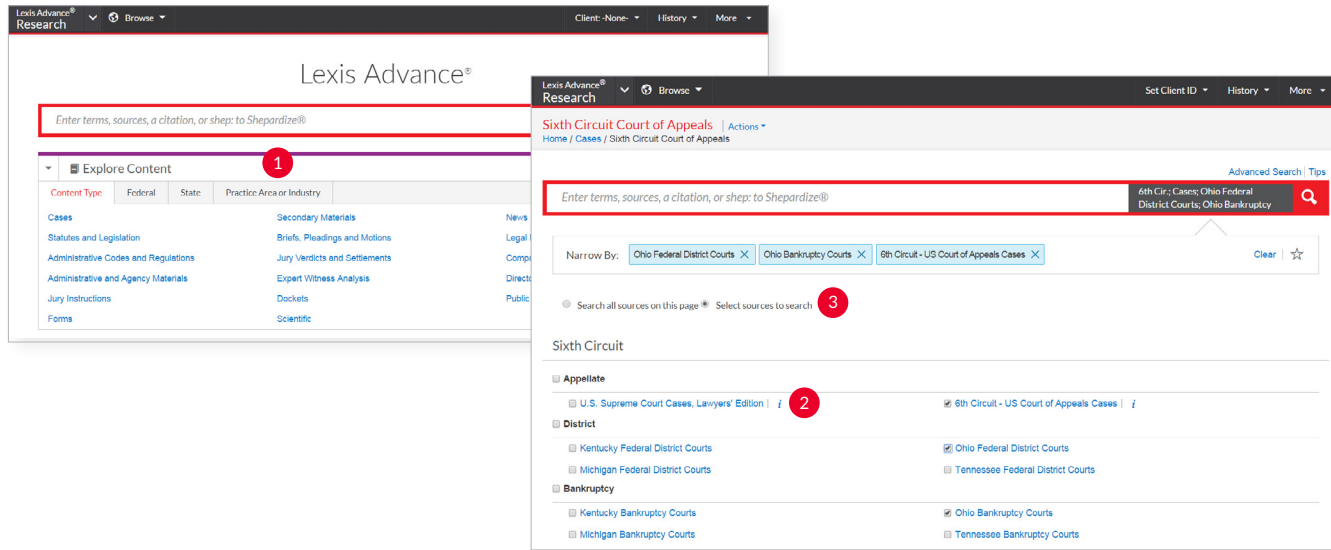 Lexis Advance®
Research
Browse
Client: -None-
History
More
Lexis Advance®
Enter terms, sources, a citation, or shep: to Shepardize®
Explore Content
1
Content Type
Federal
State
Practice Area or Industry
Cases
Secondary Materials
News
Statutes and Legislation
Briefs, Pleadings and Motions
Legal
Administrative Codes and Regulations
Jury Verdicts and Settlements
Administrative and Agency Materials
Expert Witness Analysis
Jury Instructions
Dockets
Public
Forms
Scientific
Lexis Advance®
Research
Browse
Set Client ID
History
More
Sixth Circuit Court of Appeals | Actions
Home / Cases / Sixth Circuit Court of Appeals
Advanced Search | Tips
Enter terms, sources, a citation, or shep: to Shepardize®
6th Cir.; Cases; Ohio Federal
District Courts; Ohio Bankruptcy
Narrow By:
Ohio Federal District Courts
Ohio Bankruptcy Courts
6th Circuit - US Court of Appeals Cases
Clear
Search all sources on this page
Select sources to search
3
Sixth Circuit
Appellate
U.S. Supreme Court Cases, Lawyers' Edition | i
2
6th Circuit - US Court of Appeals Cases | i
District
Kentucky Federal District Courts
Ohio Federal District Courts
Michigan Federal District Courts
Tennessee Federal District Courts
Bankruptcy
Kentucky Bankruptcy Courts
Ohio Bankruptcy Courts
Michigan Bankruptcy Courts
Tennessee Bankruptcy Courts